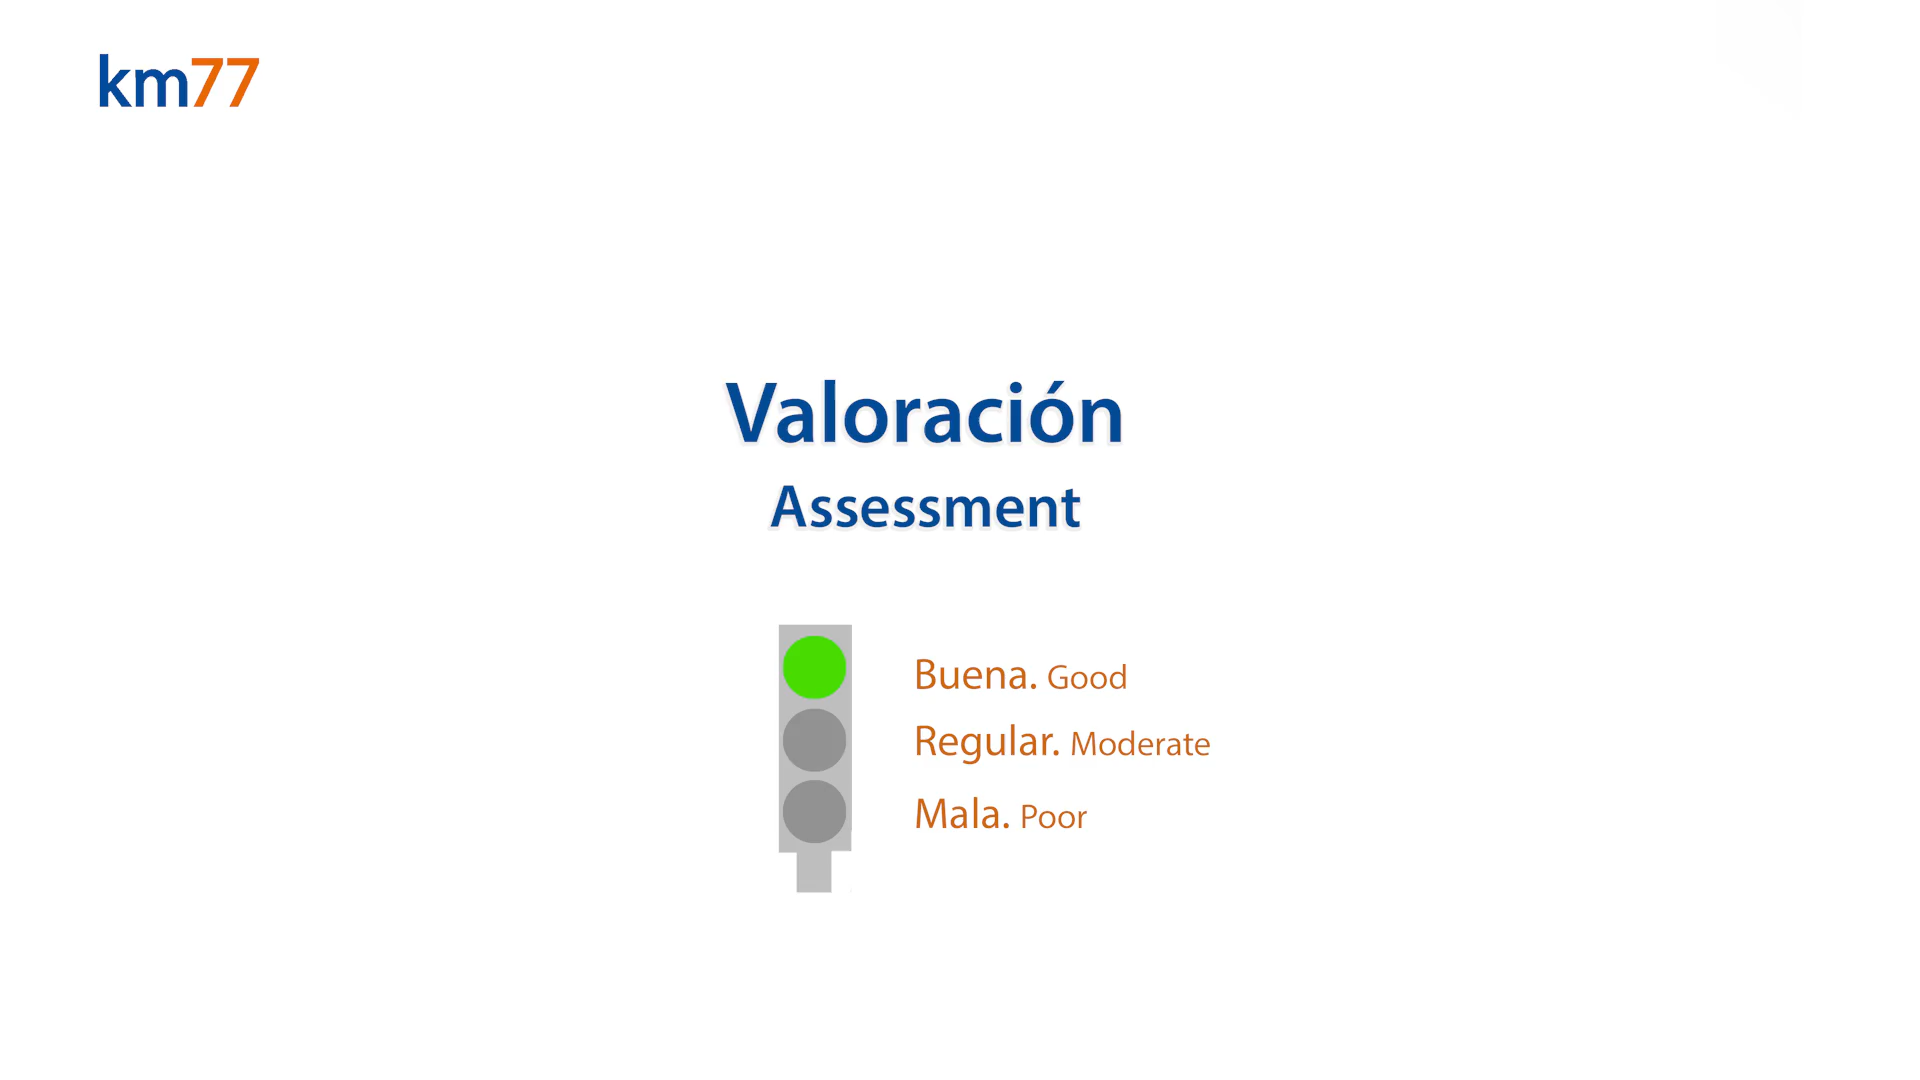 km77
Valoración
Assessment
Buena. Good
Regular. Moderate
Mala. Poor